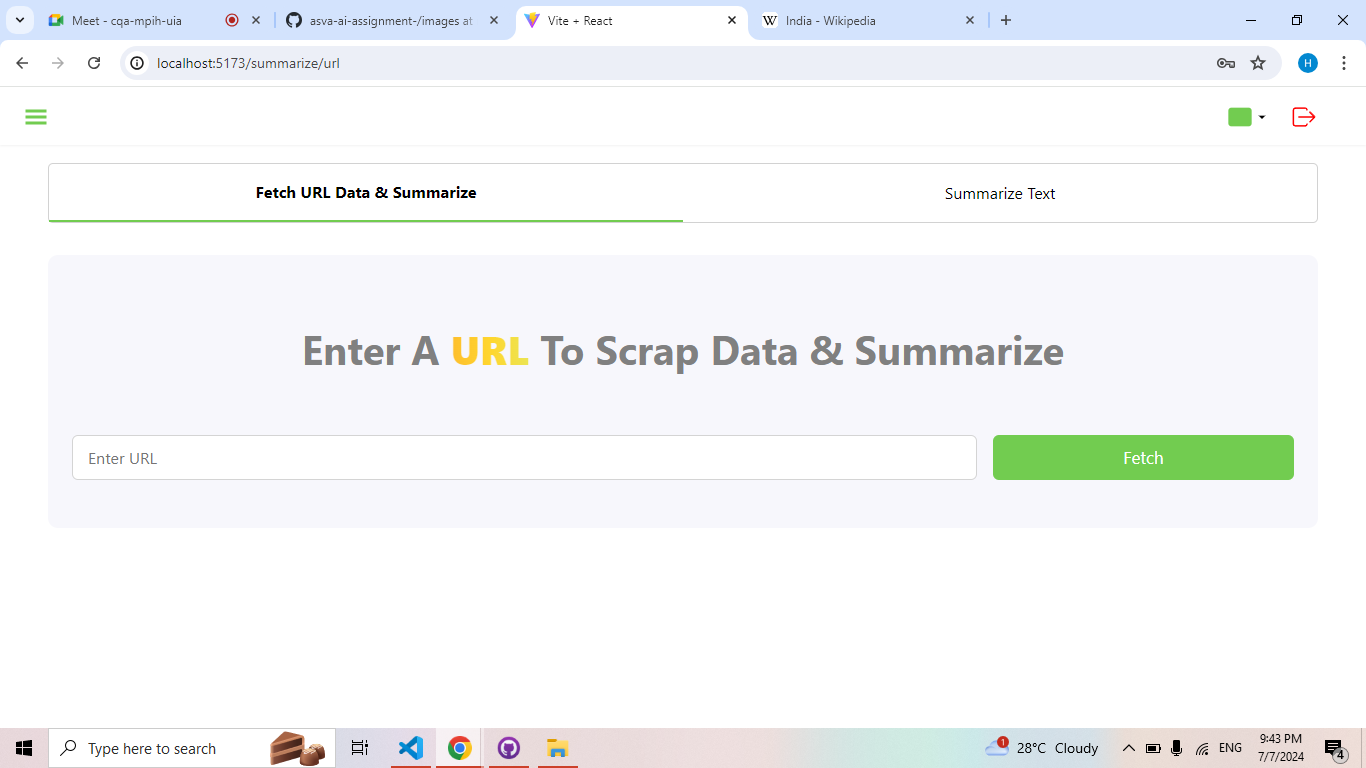 Meet - cqa-mpih-uia
asva-ai-assignment-/images at
Vite + React
W India - Wikipedia
localhost:5173/summarize/url
H
Fetch URL Data & Summarize
Summarize Text
Enter A URL To Scrap Data & Summarize
Enter URL
Fetch
Type here to search
1
28°C Cloudy
ENG
9:43 PM
7/7/2024
4